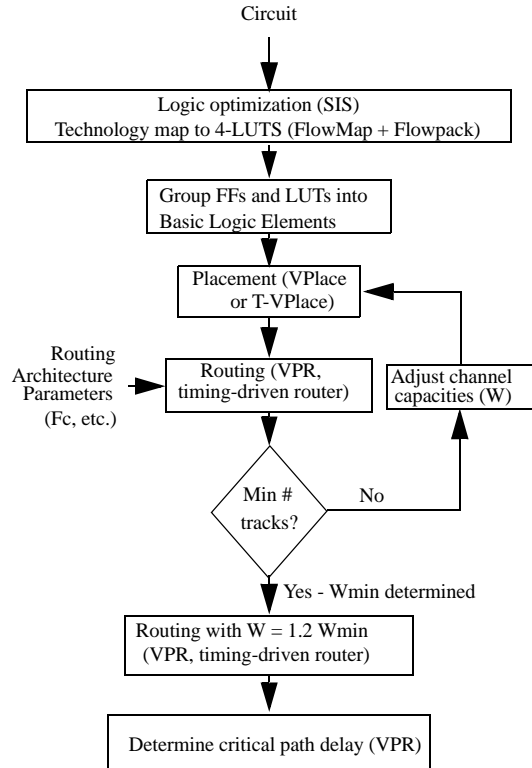 Circuit
Logic optimization (SIS)
Technology map to 4-LUTS (FlowMap + Flowpack)
Group FFs and LUTs into
Basic Logic Elements
Placement (VPlace
or T-VPlace)
Routing
Architecture
Parameters
(Fc, etc.)
Routing (VPR,
timing-driven router)
Adjust channel
capacities (W)
Min #
tracks?
No
Yes - Wmin determined
Routing with W = 1.2 Wmin
(VPR, timing-driven router)
Determine critical path delay (VPR)